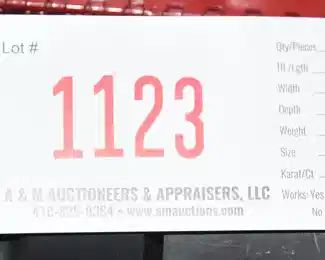 Lot #
1123
A & M AUCTIONEERS & APPRAISERS, LLC
www.amauctions.com
Qty/Pieces
Ht./Lgth
Width
Depth
Weight
Size
Karat/Ct.
Works: Yes
No